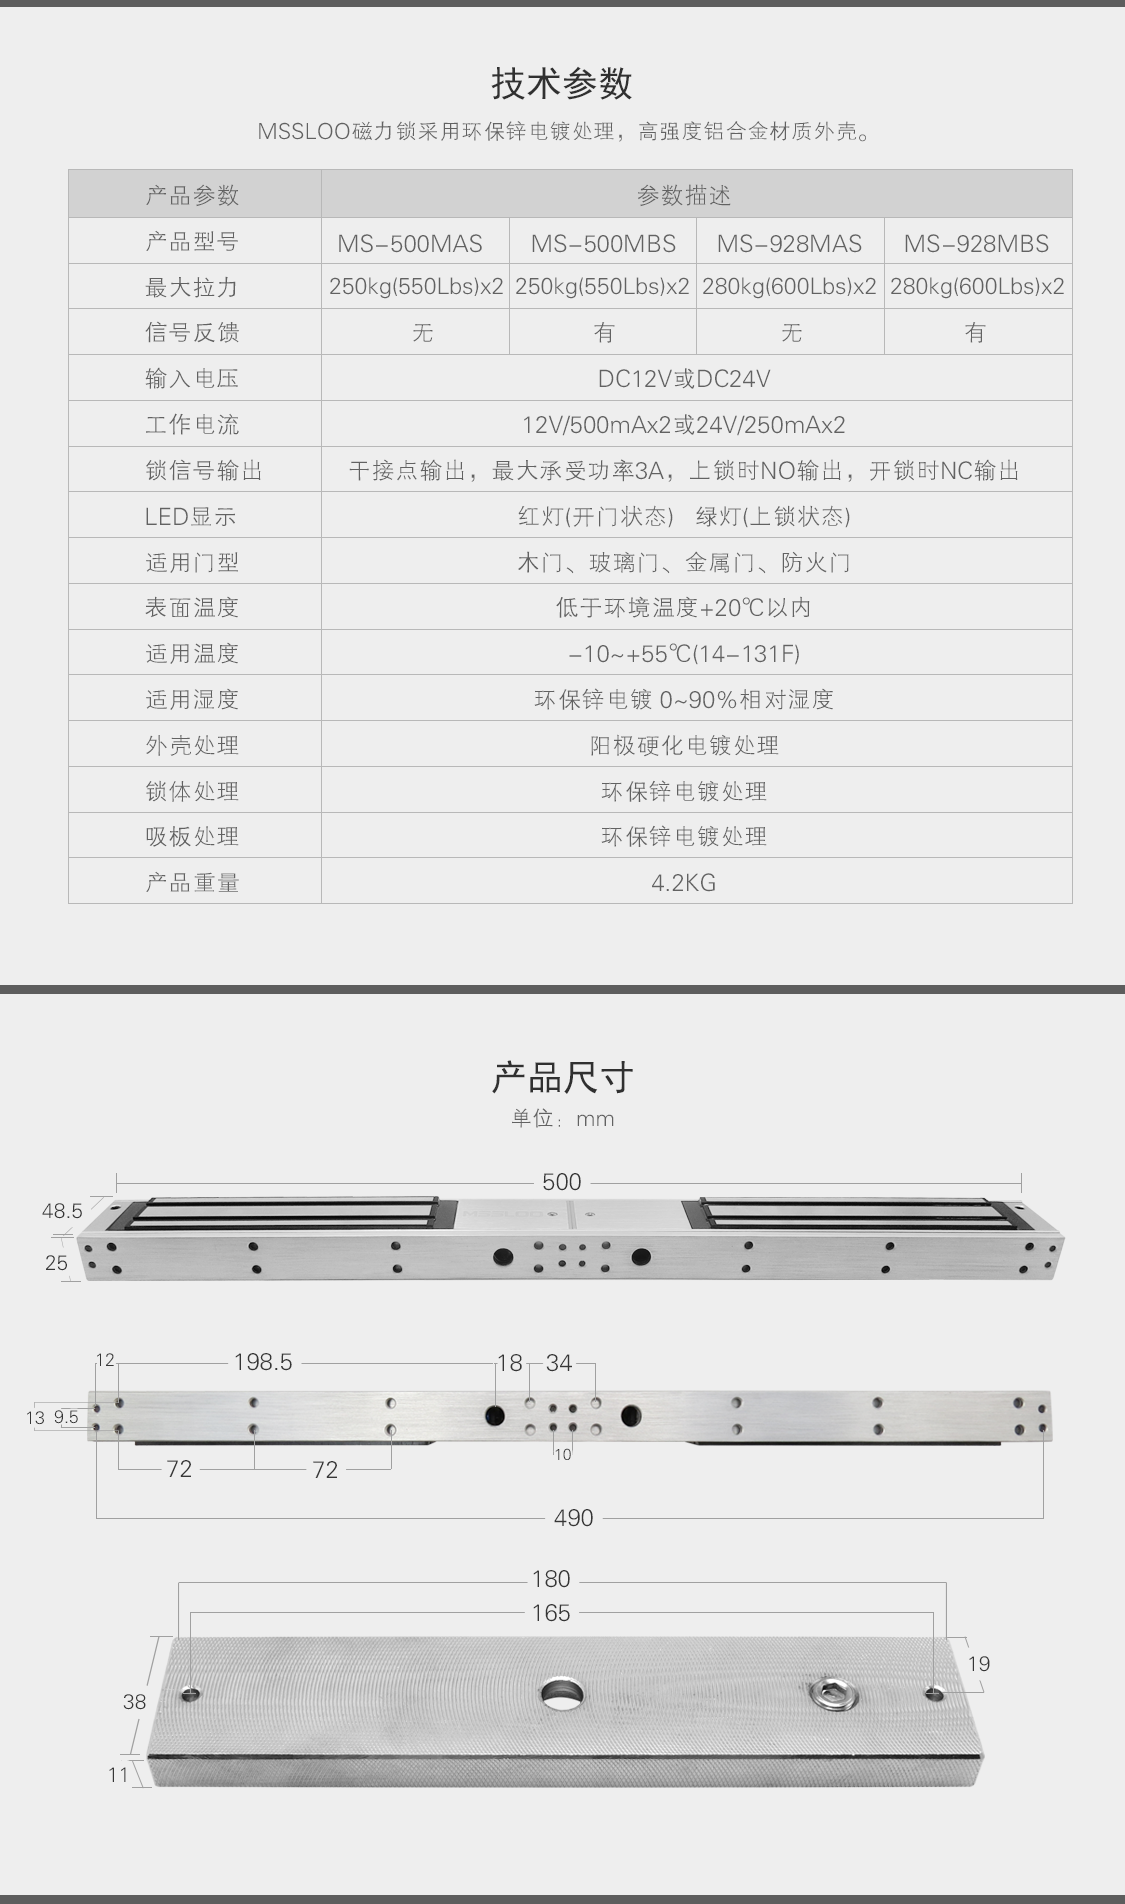 技术参数
MSSLOO磁力锁采用环保锌电镀处理，高强度铝合金材质外壳。
产品参数 参数描述
产品型号 MS-500MAS MS-500MBS MS-928MAS MS-928MBS
最大拉力 250kg(550Lbs)x2 250kg(550Lbs)x2 280kg(600Lbs)x2 280kg(600Lbs)x2
信号反馈 无 有 无 有
输入电压 DC12V或DC24V
工作电流 12V/500mAx2或24V/250mAx2
锁信号输出 干接点输出，最大承受功率3A，上锁时NO输出，开锁时NC输出
LED显示 红灯(开门状态) 绿灯(上锁状态)
适用门型 木门、玻璃门、金属门、防火门
表面温度 低于环境温度+20℃以内
适用温度 -10~+55℃(14-131F)
适用湿度 环保锌电镀 0~90%相对湿度
外壳处理 阳极硬化电镀处理
锁体处理 环保锌电镀处理
吸板处理 环保锌电镀处理
产品重量 4.2KG
产品尺寸
单位：mm
500
48.5
25
12 198.5 18 34
13 9.5
10
72 72
490
180
165
19
38
11